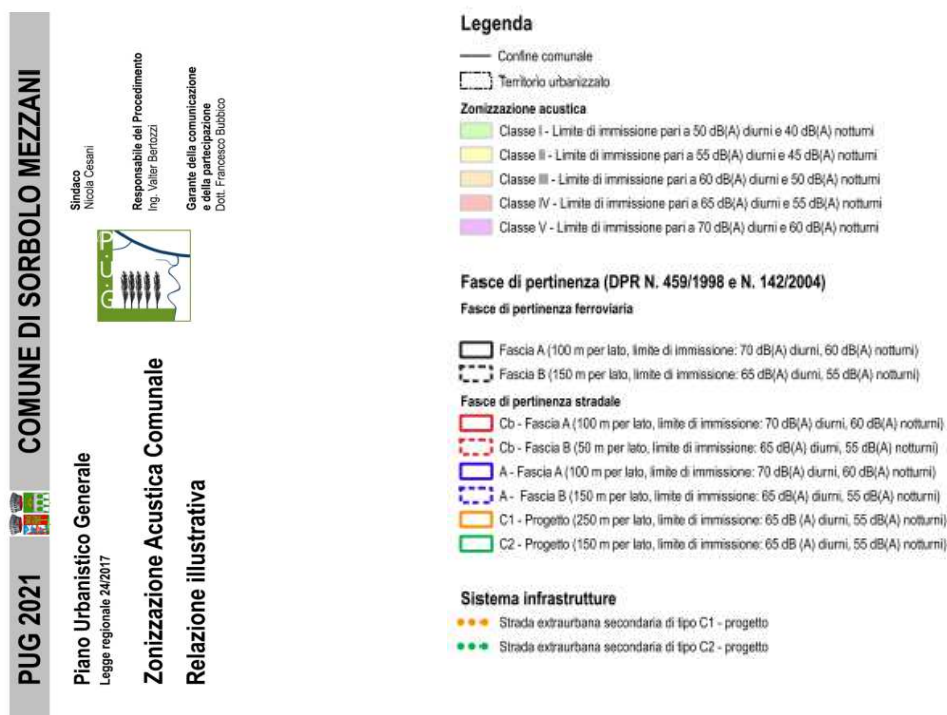 PUG 2021 COMUNE DI SORBOLO MEZZANI
Piano Urbanistico Generale
Legge regionale 24/2017
Zonizzazione Acustica Comunale
Relazione illustrativa
P.U.G
Sindaco
Nicola Cesani
Responsabile del Procedimento
Ing. Valter Bertozzi
Garante della comunicazione
e della partecipazione
Dott. Francesco Bubbico
Legenda
Confine comunale
Territorio urbanizzato
Zonizzazione acustica
Classe I - Limite di immissione pari a 50 dB(A) diurni e 40 dB(A) notturni
Classe II - Limite di immissione pari a 55 dB(A) diurni e 45 dB(A) notturni
Classe III - Limite di immissione pari a 60 dB(A) diurni e 50 dB(A) notturni
Classe IV - Limite di immissione pari a 65 dB(A) diurni e 55 dB(A) notturni
Classe V - Limite di immissione pari a 70 dB(A) diurni e 60 dB(A) notturni
Fasce di pertinenza (DPR N. 459/1998 e N. 142/2004)
Fasce di pertinenza ferroviaria
Fascia A (100 m per lato, limite di immissione: 70 dB(A) diurni, 60 dB(A) notturni)
Fascia B (150 m per lato, limite di immissione: 65 dB(A) diurni, 55 dB(A) notturni)
Fasce di pertinenza stradale
Cb - Fascia A (100 m per lato, limite di immissione: 70 dB(A) diurni, 60 dB(A) notturni)
Cb - Fascia B (50 m per lato, limite di immissione: 65 dB(A) diurni, 55 dB(A) notturni)
A - Fascia A (100 m per lato, limite di immissione: 70 dB(A) diurni, 60 dB(A) notturni)
A - Fascia B (150 m per lato, limite di immissione: 65 dB(A) diurni, 55 dB(A) notturni)
C1 - Progetto (250 m per lato, limite di immissione: 65 dB (A) diurni, 55 dB(A) notturni)
C2 - Progetto (150 m per lato, limite di immissione: 65 dB (A) diurni, 55 dB(A) notturni)
Sistema infrastrutture
Strada extraurbana secondaria di tipo C1 - progetto
Strada extraurbana secondaria di tipo C2 - progetto